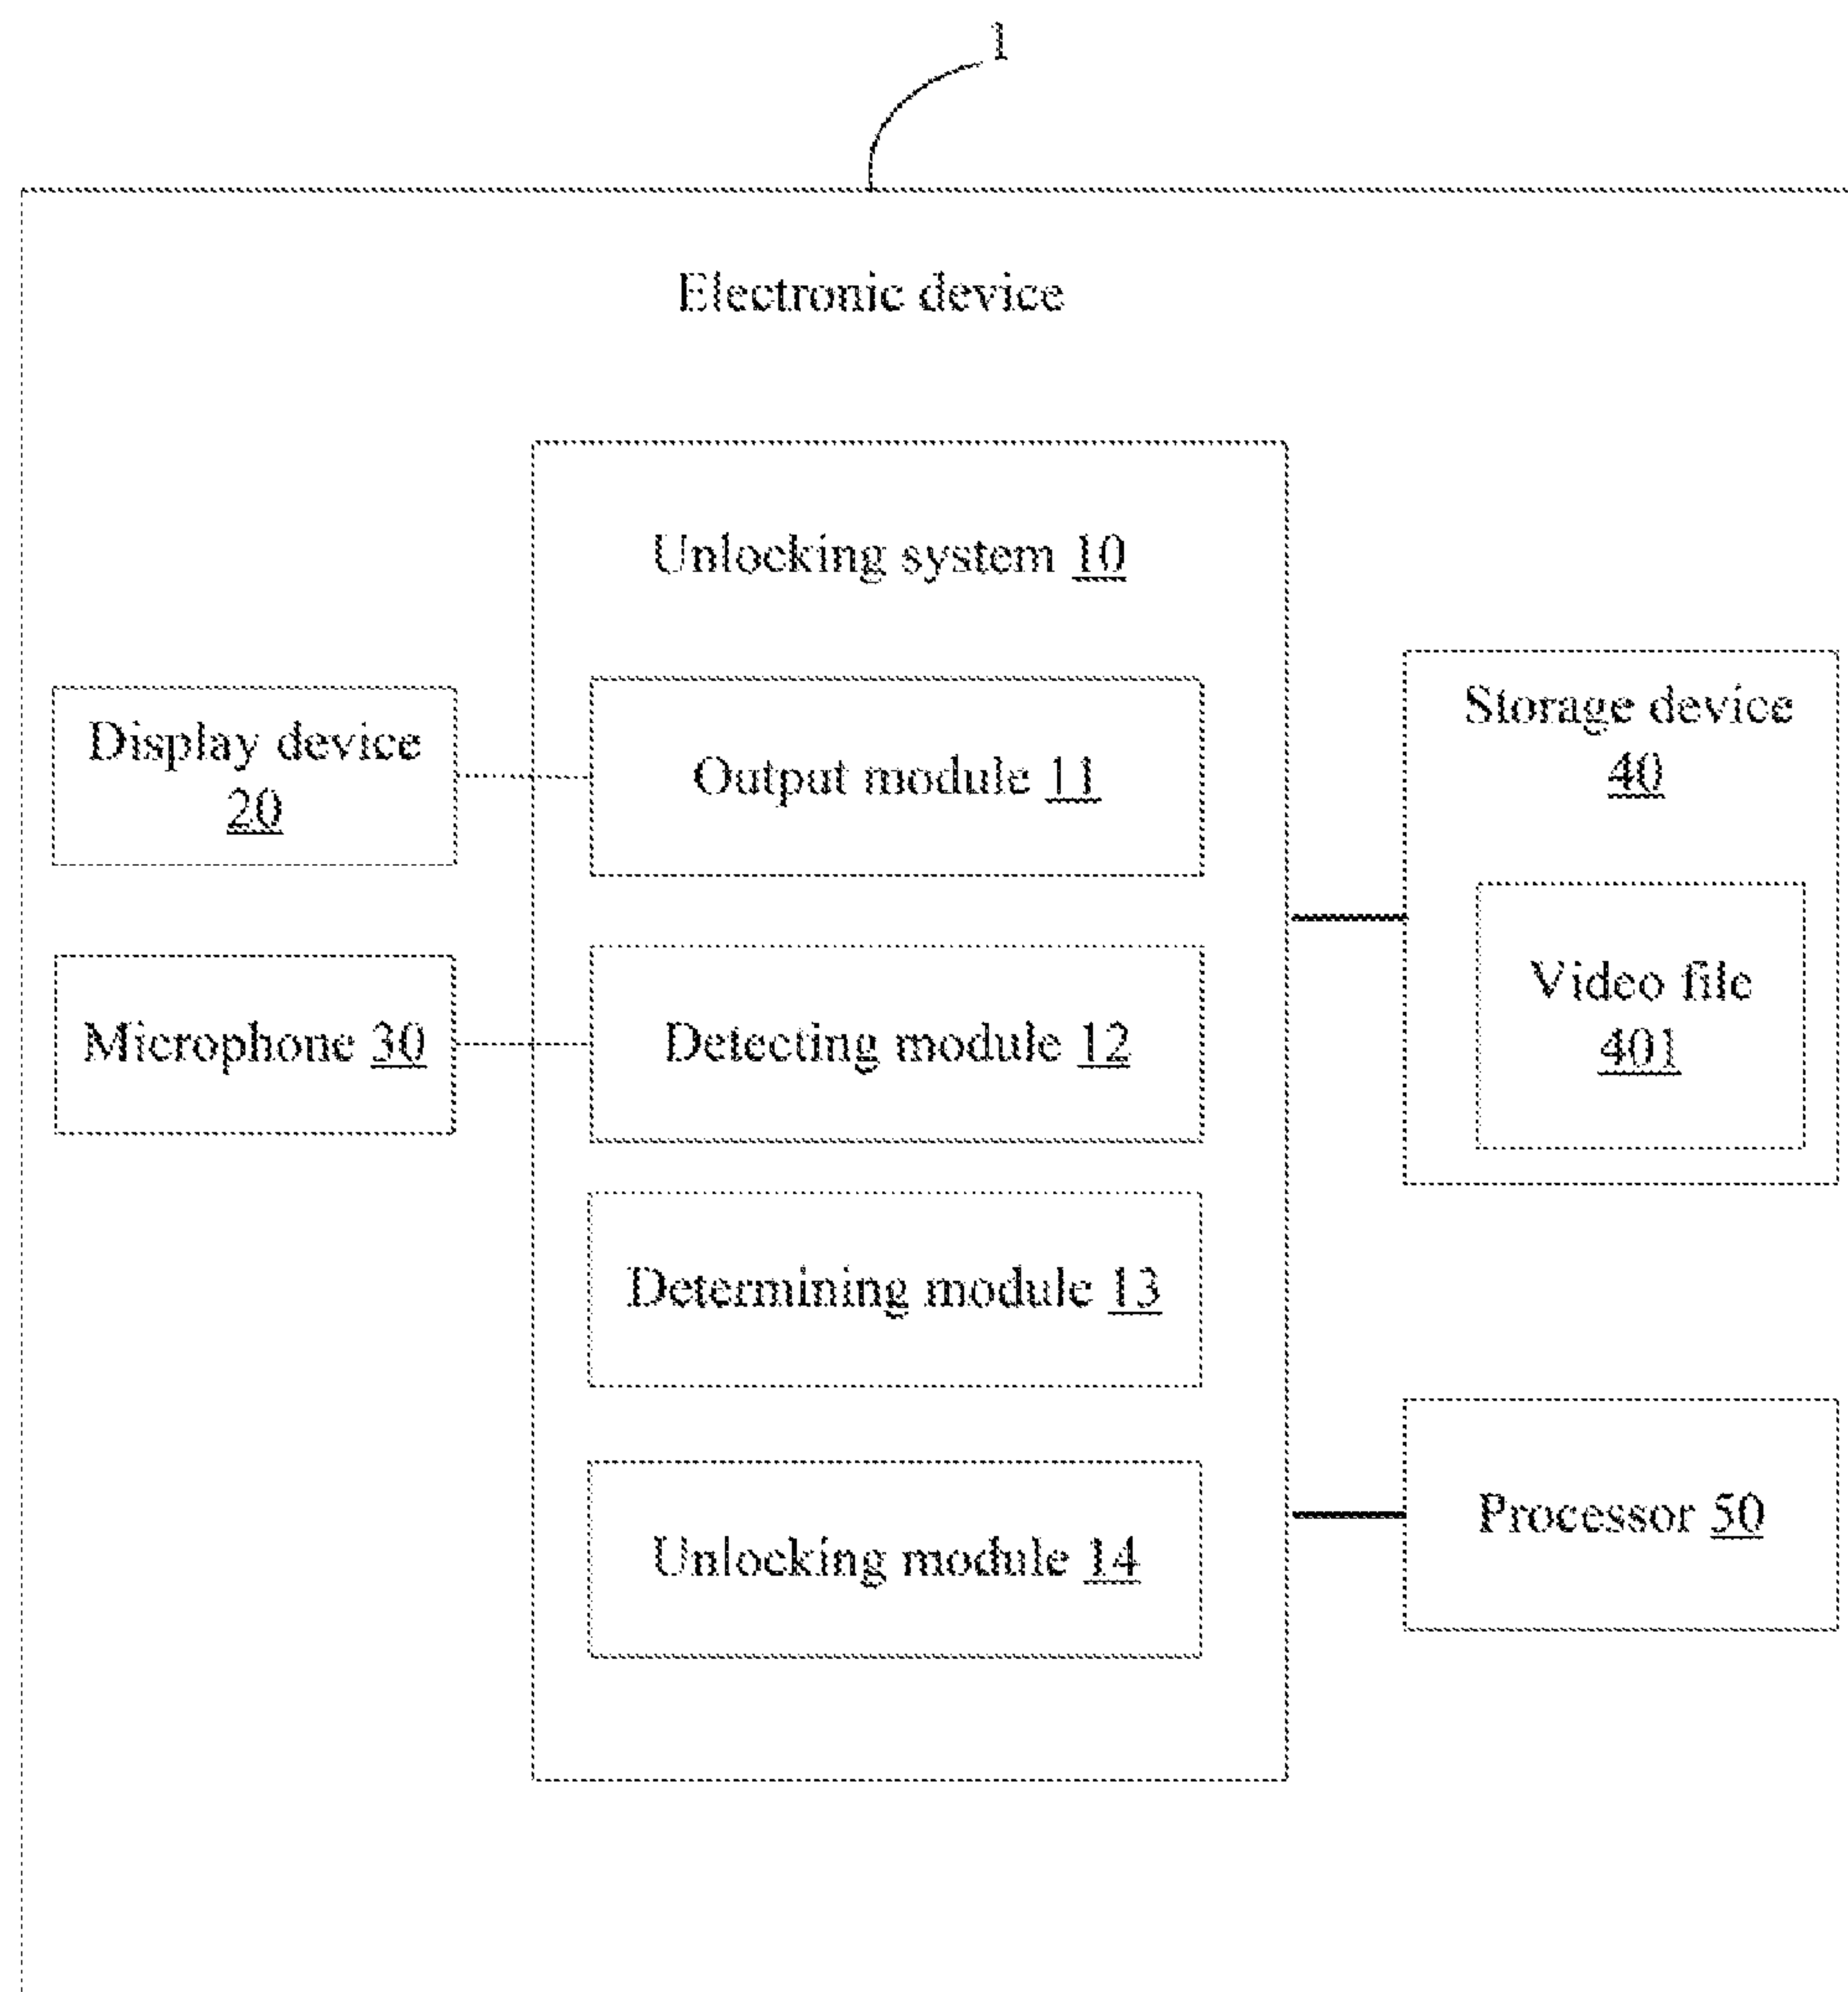 1
Electronic device
Unlocking system 10
Display device
20
Output module 11
Storage device
40
Microphone 30
Detecting module 12
Video file
401
Determining module 13
Unlocking module 14
Processor 50